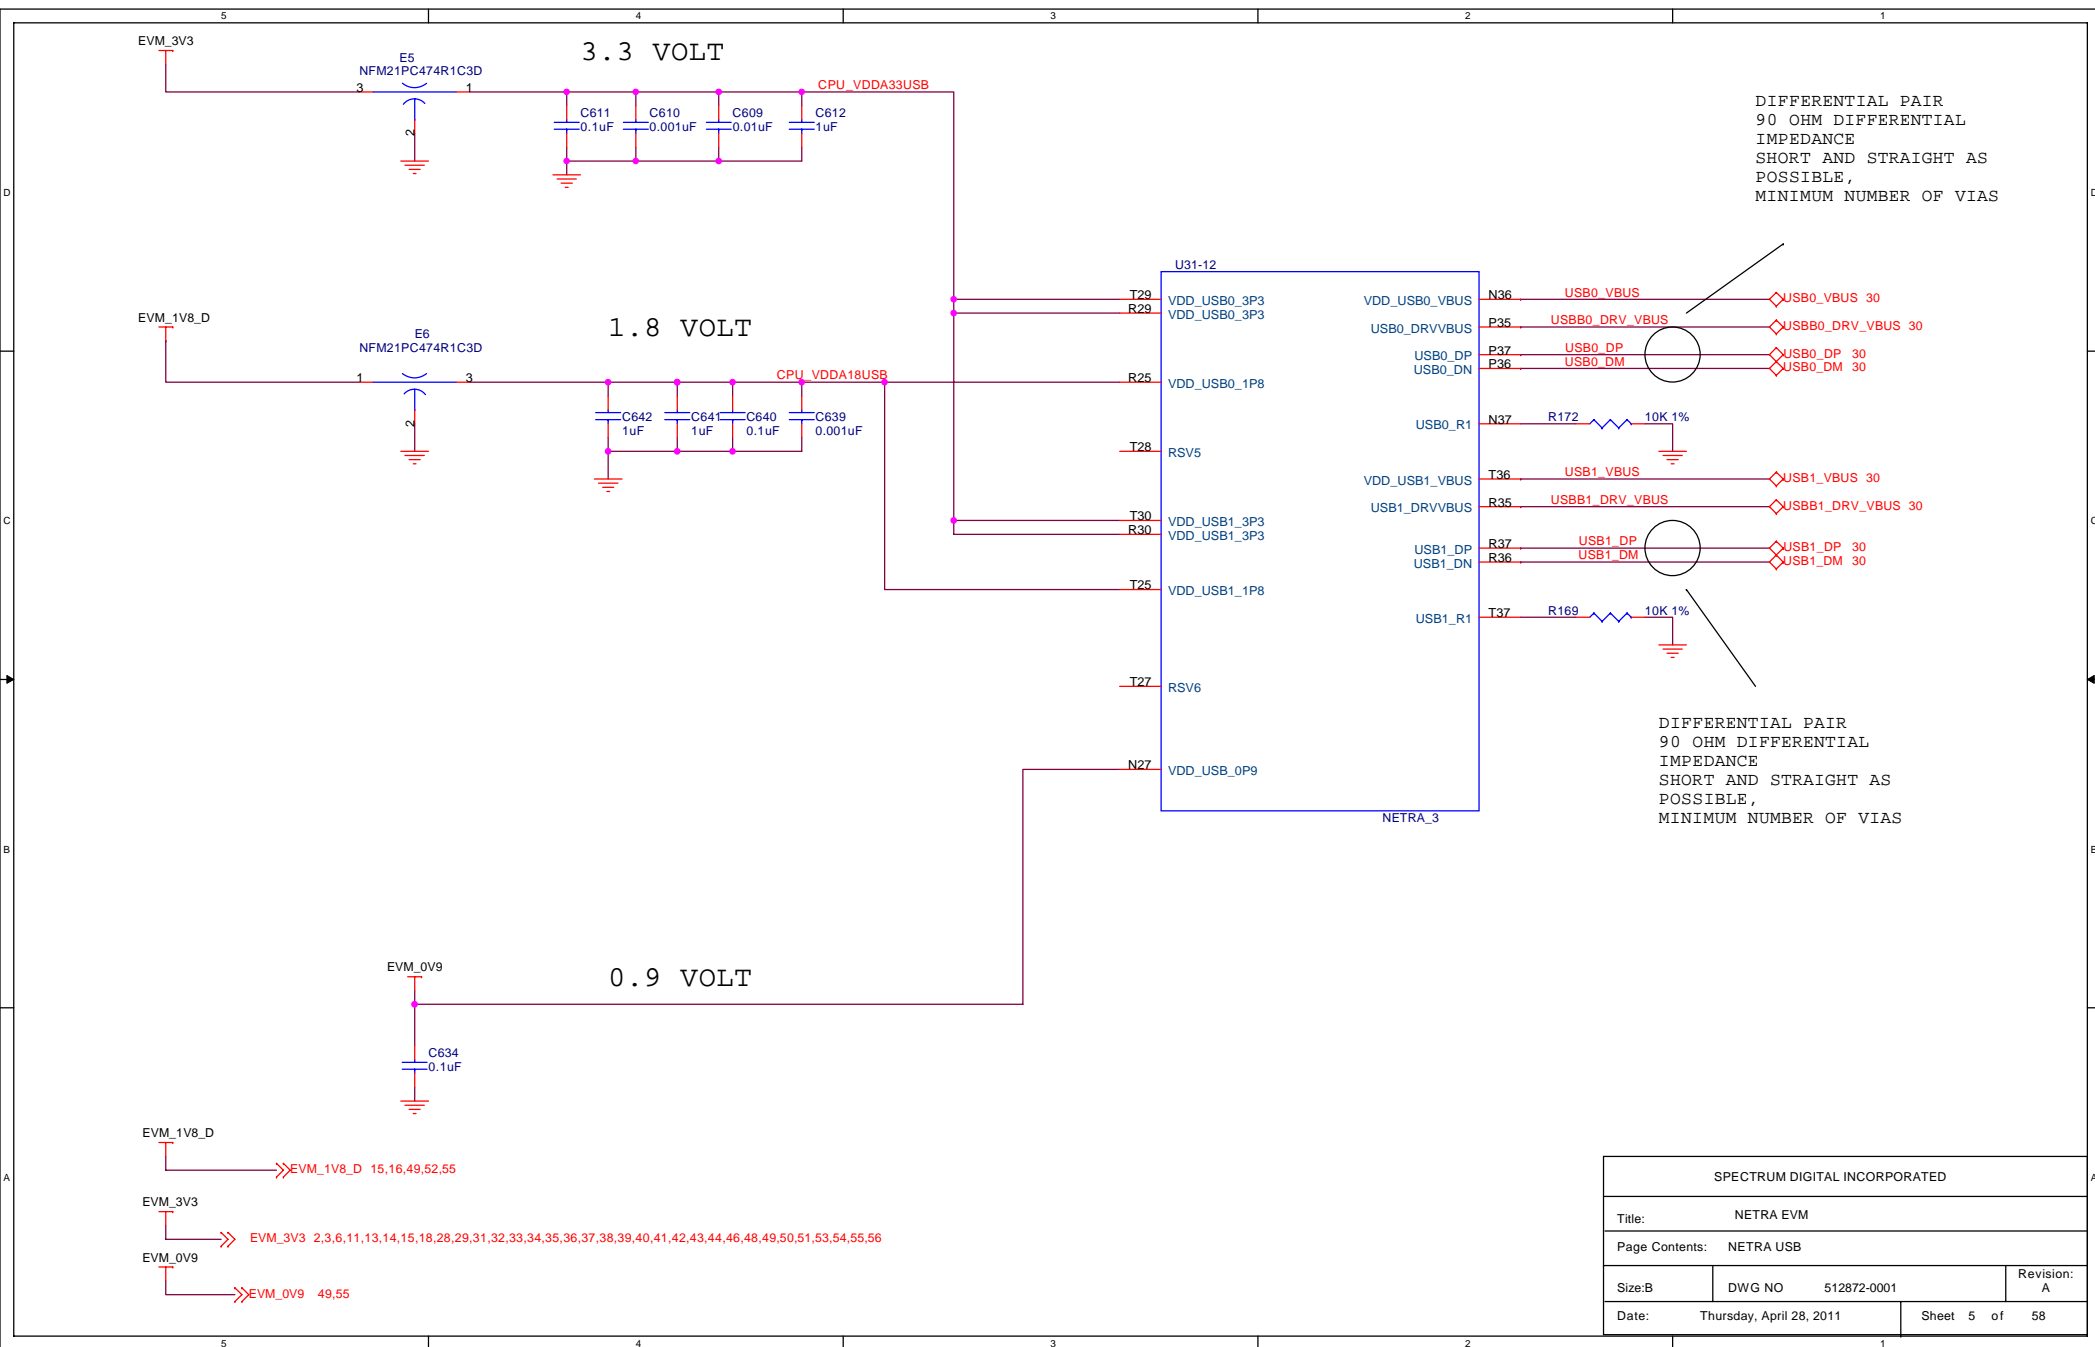 5 4 3 2 1
EVM_3V3
3.3 VOLT
E5
NFM21PC474R1C3D
3 1
2
CPU_VDDA33USB
C611
0.1uF
C610
0.001uF
C609
0.01uF
C612
1uF
DIFFERENTIAL PAIR
90 OHM DIFFERENTIAL
IMPEDANCE
SHORT AND STRAIGHT AS
POSSIBLE,
MINIMUM NUMBER OF VIAS
D D
EVM_1V8_D
1.8 VOLT
E6
NFM21PC474R1C3D
1 3
2
CPU_VDDA18USB
C642
1uF
C641
1uF
C640
0.1uF
C639
0.001uF
U31-12
T29 VDD_USB0_3P3
R29 VDD_USB0_3P3
R25 VDD_USB0_1P8
T28 RSV5
T30 VDD_USB1_3P3
R30 VDD_USB1_3P3
T25 VDD_USB1_1P8
T27 RSV6
N27 VDD_USB_0P9
VDD_USB0_VBUS N36 USB0_VBUS USB0_VBUS 30
USB0_DRVVBUS P35 USBB0_DRV_VBUS USBB0_DRV_VBUS 30
USB0_DP P37 USB0_DP USB0_DP 30
USB0_DN P36 USB0_DM USB0_DM 30
USB0_R1 N37 R172 10K 1%
VDD_USB1_VBUS T36 USB1_VBUS USB1_VBUS 30
USB1_DRVVBUS R35 USBB1_DRV_VBUS USBB1_DRV_VBUS 30
USB1_DP R37 USB1_DP USB1_DP 30
USB1_DN R36 USB1_DM USB1_DM 30
USB1_R1 T37 R169 10K 1%
NETRA_3
C C
DIFFERENTIAL PAIR
90 OHM DIFFERENTIAL
IMPEDANCE
SHORT AND STRAIGHT AS
POSSIBLE,
MINIMUM NUMBER OF VIAS
B B
EVM_0V9
0.9 VOLT
C634
0.1uF
EVM_1V8_D
EVM_1V8_D 15,16,49,52,55
A A
EVM_3V3
EVM_3V3 2,3,6,11,13,14,15,18,28,29,31,32,33,34,35,36,37,38,39,40,41,42,43,44,46,48,49,50,51,53,54,55,56
EVM_0V9
EVM_0V9 49,55
SPECTRUM DIGITAL INCORPORATED
Title: NETRA EVM
Page Contents: NETRA USB
Size:B DWG NO 512872-0001 Revision:
A
Date: Thursday, April 28, 2011 Sheet 5 of 58
5 4 3 2 1